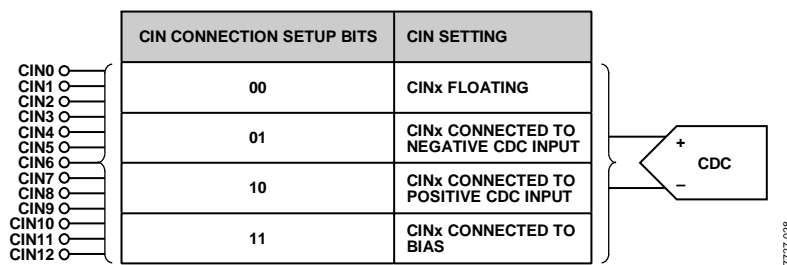 CIN CONNECTION SETUP BITS CIN SETTING
CIN0
CIN1
CIN2
CIN3
CIN4
CIN5
CIN6
CIN7
CIN8
CIN9
CIN10
CIN11
CIN12
00 CINx FLOATING
01 CINx CONNECTED TO
NEGATIVE CDC INPUT
10 CINx CONNECTED TO
POSITIVE CDC INPUT
11 CINx CONNECTED TO
BIAS
+
CDC
–